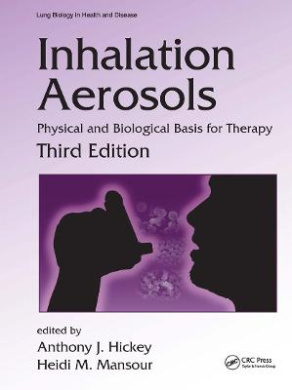 Lung Biology in Health and Disease
Inhalation
Aerosols
Physical and Biological Basis for Therapy
Third Edition
edited by
Anthony J. Hickey
Heidi M. Mansour
CRC Press
Taylor & Francis Group